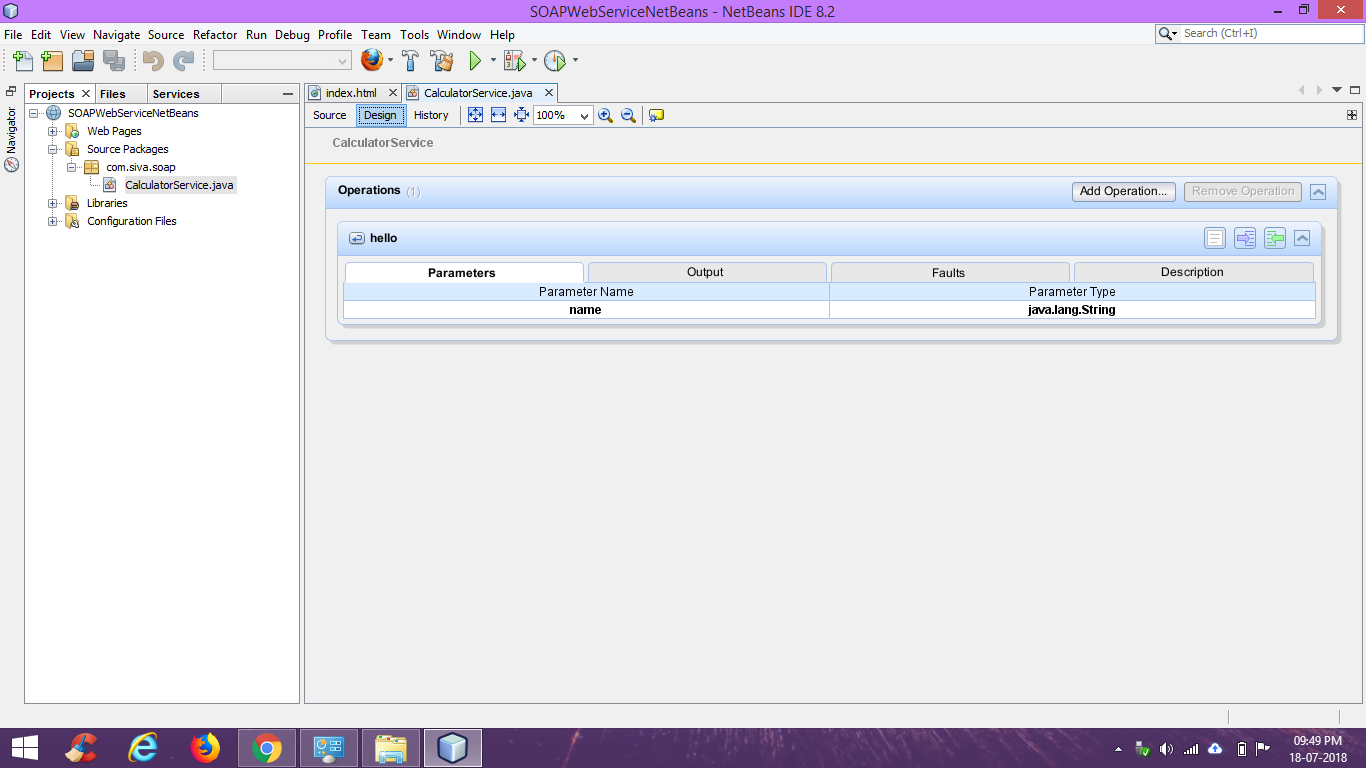 SOAPWebServiceNetBeans - NetBeans IDE 8.2
File Edit View Navigate Source Refactor Run Debug Profile Team Tools Window Help
Search (Ctrl+I)
Projects Files Services
Navigator
SOAPWebServiceNetBeans
Web Pages
Source Packages
com.siva.soap
CalculatorService.java
Libraries
Configuration Files
index.html CalculatorService.java
Source Design History 100%
CalculatorService
Operations (1) Add Operation... Remove Operation
hello
Parameters Output Faults Description
Parameter Name Parameter Type
name java.lang.String
09:49 PM
18-07-2018